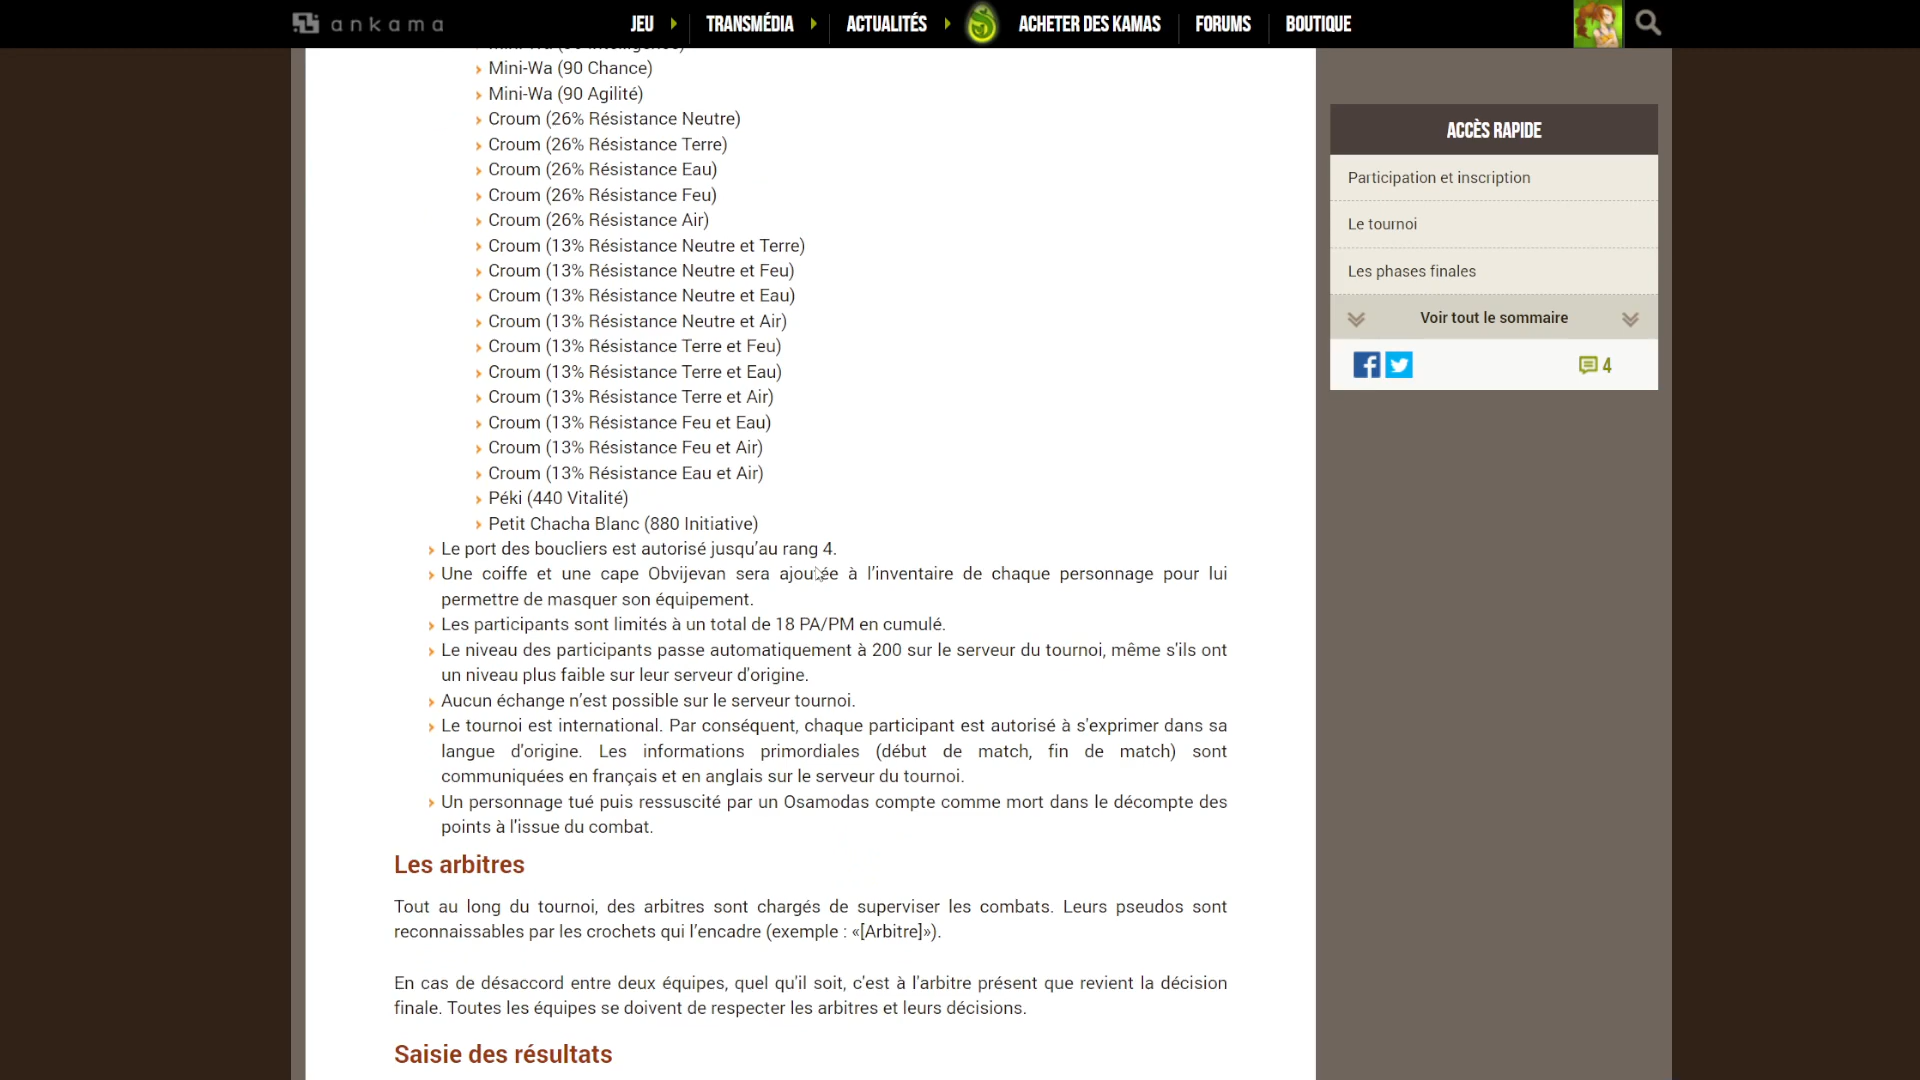 ankama
JEU
TRANSMÉDIA
ACTUALITÉS
ACHETER DES KAMAS
FORUMS
BOUTIQUE
Mini-Wa (90 Chance)
Mini-Wa (90 Agilité)
Croum (26% Résistance Neutre)
Croum (26% Résistance Terre)
Croum (26% Résistance Eau)
Croum (26% Résistance Feu)
Croum (26% Résistance Air)
Croum (13% Résistance Neutre et Terre)
Croum (13% Résistance Neutre et Feu)
Croum (13% Résistance Neutre et Eau)
Croum (13% Résistance Neutre et Air)
Croum (13% Résistance Terre et Feu)
Croum (13% Résistance Terre et Eau)
Croum (13% Résistance Terre et Air)
Croum (13% Résistance Feu et Eau)
Croum (13% Résistance Feu et Air)
Croum (13% Résistance Eau et Air)
Péki (440 Vitalité)
Petit Chacha Blanc (880 Initiative)
Le port des boucliers est autorisé jusqu’au rang 4.
Une coiffe et une cape Obvijevan sera ajoutée à l’inventaire de chaque personnage pour lui
permettre de masquer son équipement.
Les participants sont limités à un total de 18 PA/PM en cumulé.
Le niveau des participants passe automatiquement à 200 sur le serveur du tournoi, même s'ils ont
un niveau plus faible sur leur serveur d'origine.
Aucun échange n’est possible sur le serveur tournoi.
Le tournoi est international. Par conséquent, chaque participant est autorisé à s'exprimer dans sa
langue d'origine. Les informations primordiales (début de match, fin de match) sont
communiquées en français et en anglais sur le serveur du tournoi.
Un personnage tué puis ressuscité par un Osamodas compte comme mort dans le décompte des
points à l'issue du combat.
Les arbitres
Tout au long du tournoi, des arbitres sont chargés de superviser les combats. Leurs pseudos sont
reconnaissables par les crochets qui l’encadre (exemple : «[Arbitre]»).
En cas de désaccord entre deux équipes, quel qu'il soit, c'est à l'arbitre présent que revient la décision
finale. Toutes les équipes se doivent de respecter les arbitres et leurs décisions.
Saisie des résultats
ACCÈS RAPIDE
Participation et inscription
Le tournoi
Les phases finales
Voir tout le sommaire
4